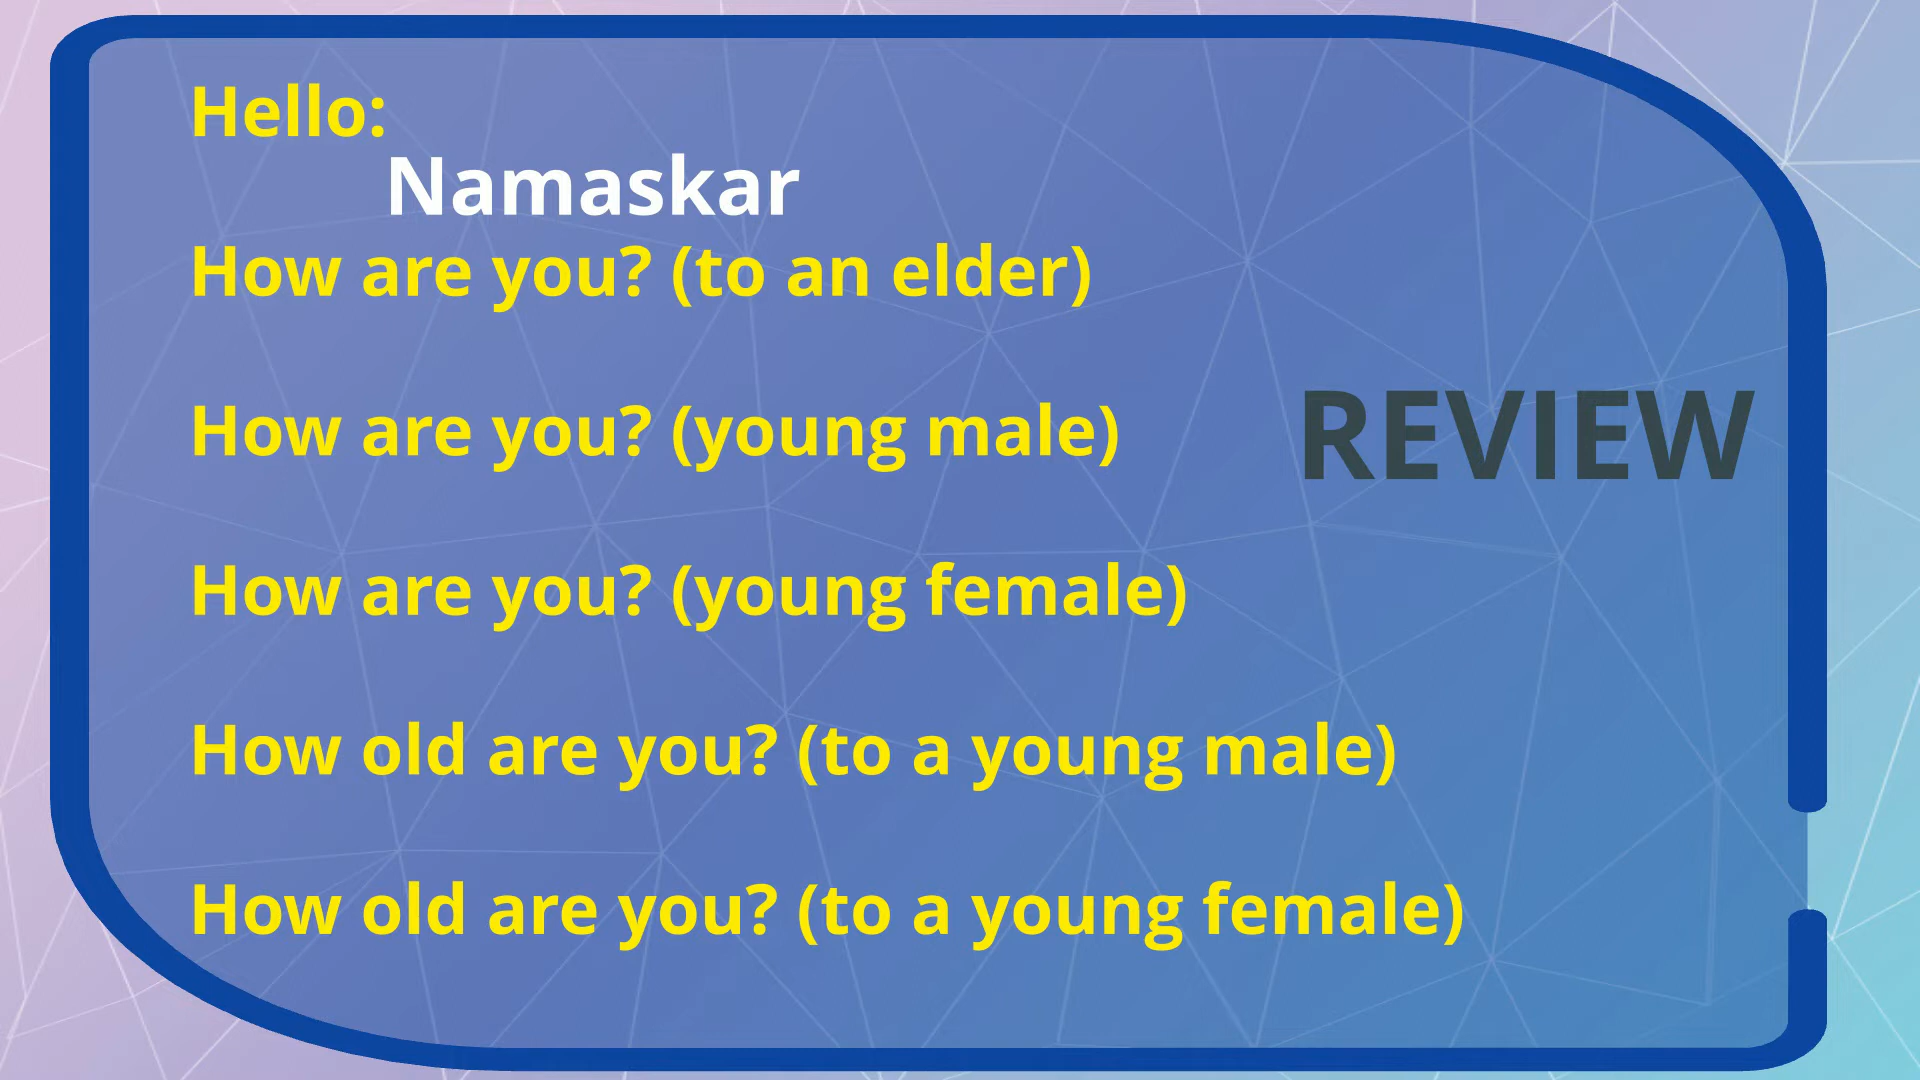 Hello:
Namaskar
How are you? (to an elder)
How are you? (young male)
REVIEW
How are you? (young female)
How old are you? (to a young male)
How old are you? (to a young female)